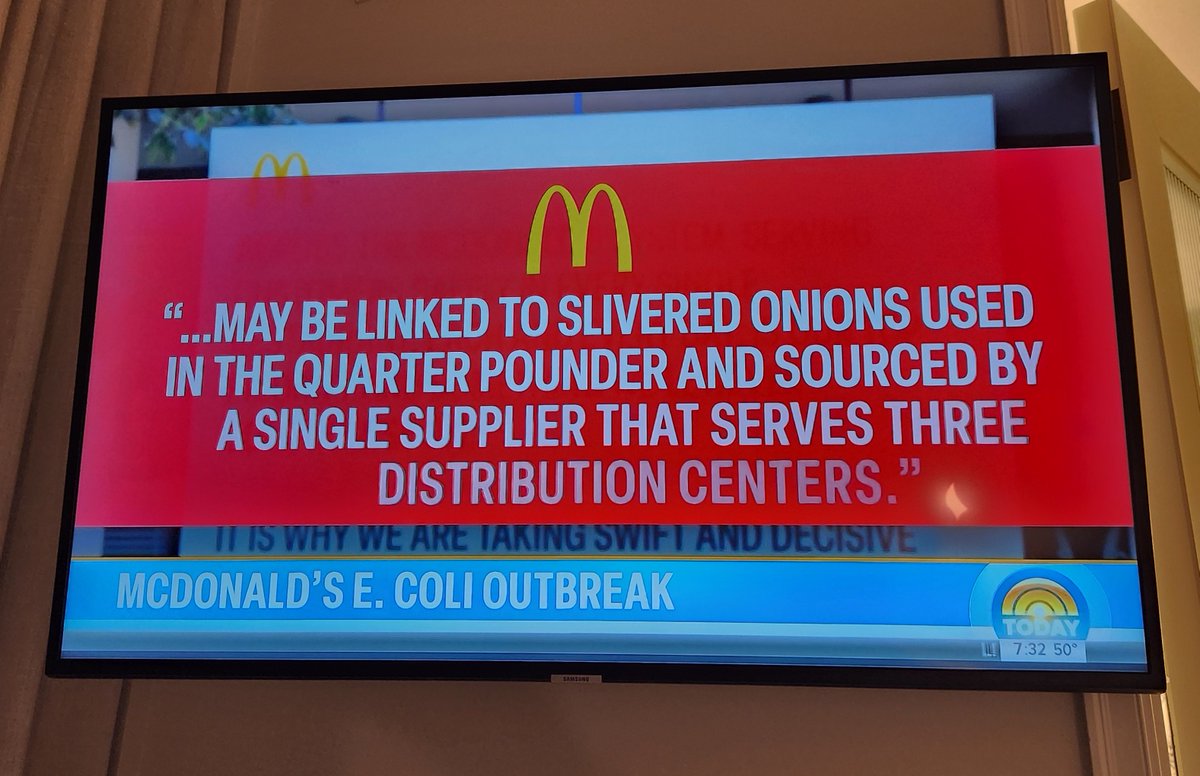 “...MAY BE LINKED TO SLIVERED ONIONS USED
IN THE QUARTER POUNDER AND SOURCED BY
A SINGLE SUPPLIER THAT SERVES THREE
DISTRIBUTION CENTERS.”
IT IS WHY WE ARE TAKING SWIFT AND DECISIVE
MCDONALD’S E. COLI OUTBREAK
TODAY
7:32 50°
SAMSUNG